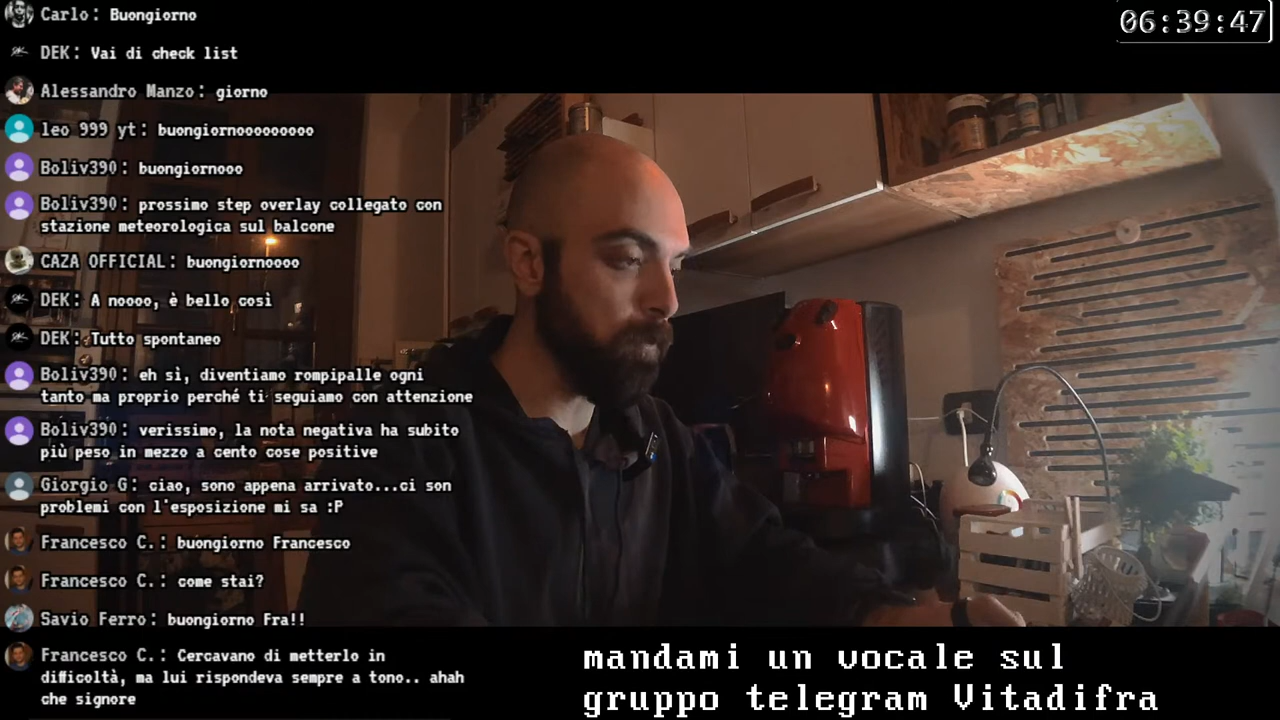 Carlo: Buongiorno
06:39:47
DEK: Vai di check list
Alessandro Manzo: giorno
leo 999 yt: buongiornooooooooo
Boliv390: buongiornooo
Boliv390: prossimo step overlay collegato con
stazione meteorologica sul balcone
CAZA OFFICIAL: buongiornoooo
DEK: A noooo, è bello così
DEK: Tutto spontaneo
Boliv390: eh sì, diventiamo rompipalle ogni
tanto ma proprio perché ti seguiamo con attenzione
Boliv390: verissimo, la nota negativa ha subito
più peso in mezzo a cento cose positive
Giorgio G: ciao, sono appena arrivato...ci son
problemi con l'esposizione mi sa :P
Francesco C.: buongiorno Francesco
Francesco C.: come stai?
Savio Ferro: buongiorno Fra!!
Francesco C.: Cercavano di metterlo in
difficoltà, ma lui rispondeva sempre a tono.. ahah
che signore
mandami un vocale sul
gruppo telegram Vitadifra